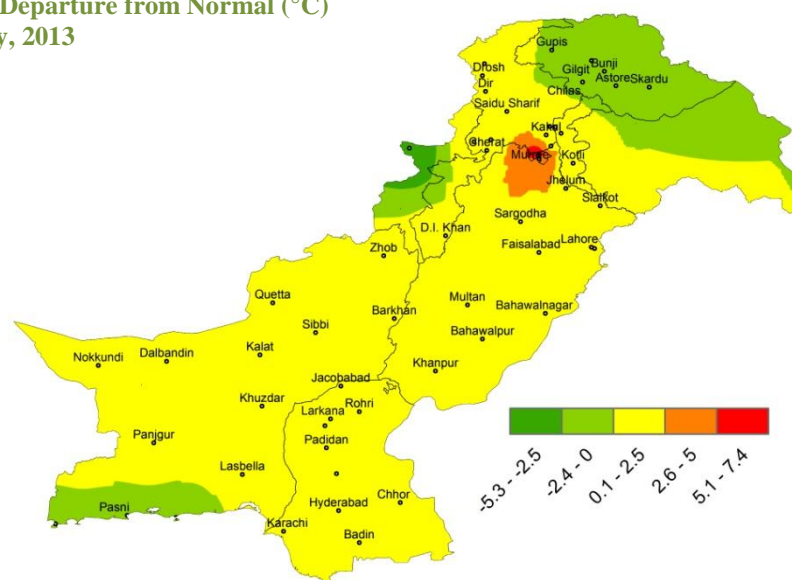 Departure from Normal (°C)
y, 2013
Gupis
Drosh
Bunji
Gilgit
Dir
Astore Skardu
Chilas
Saidu Sharif
Kakul
Cherat
Kotli
Jhelum
Sialkot
Sargodha
D.I. Khan
Lahore
Faisalabad
Zhob
Quetta
Multan
Bahawalnagar
Barkhan
Sibbi
Bahawalpur
Kalat
Dalbandin
Nokkundi
Khanpur
Jacobabad
Khuzdar
Rohri
Larkana
Panjgur
Padidan
Lasbella
Pasni
Hyderabad
Chhor
Karachi
Badin
-5.3 - -2.5
-2.4 - 0
0.1 - 2.5
2.6 - 5
5.1 - 7.4